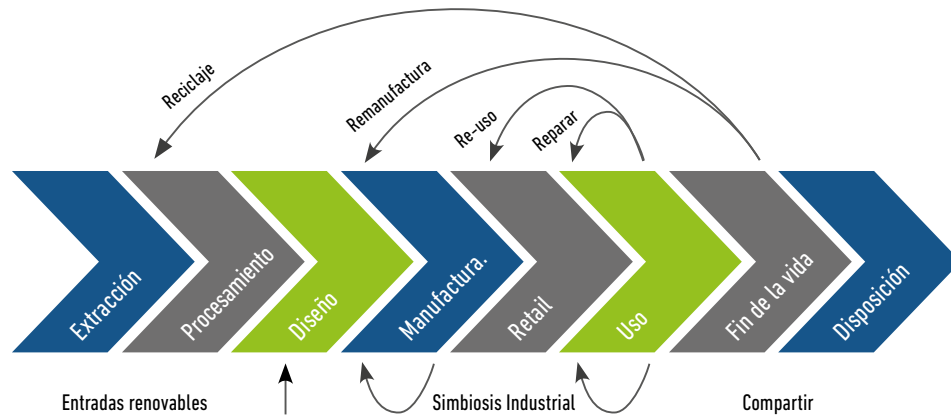 Reciclaje
Remanufactura
Re-uso
Reparar
Extracción
Procesamiento
Diseño
Manufactura.
Retail
Uso
Fin de la vida
Disposición
Entradas renovables
Simbiosis Industrial
Compartir